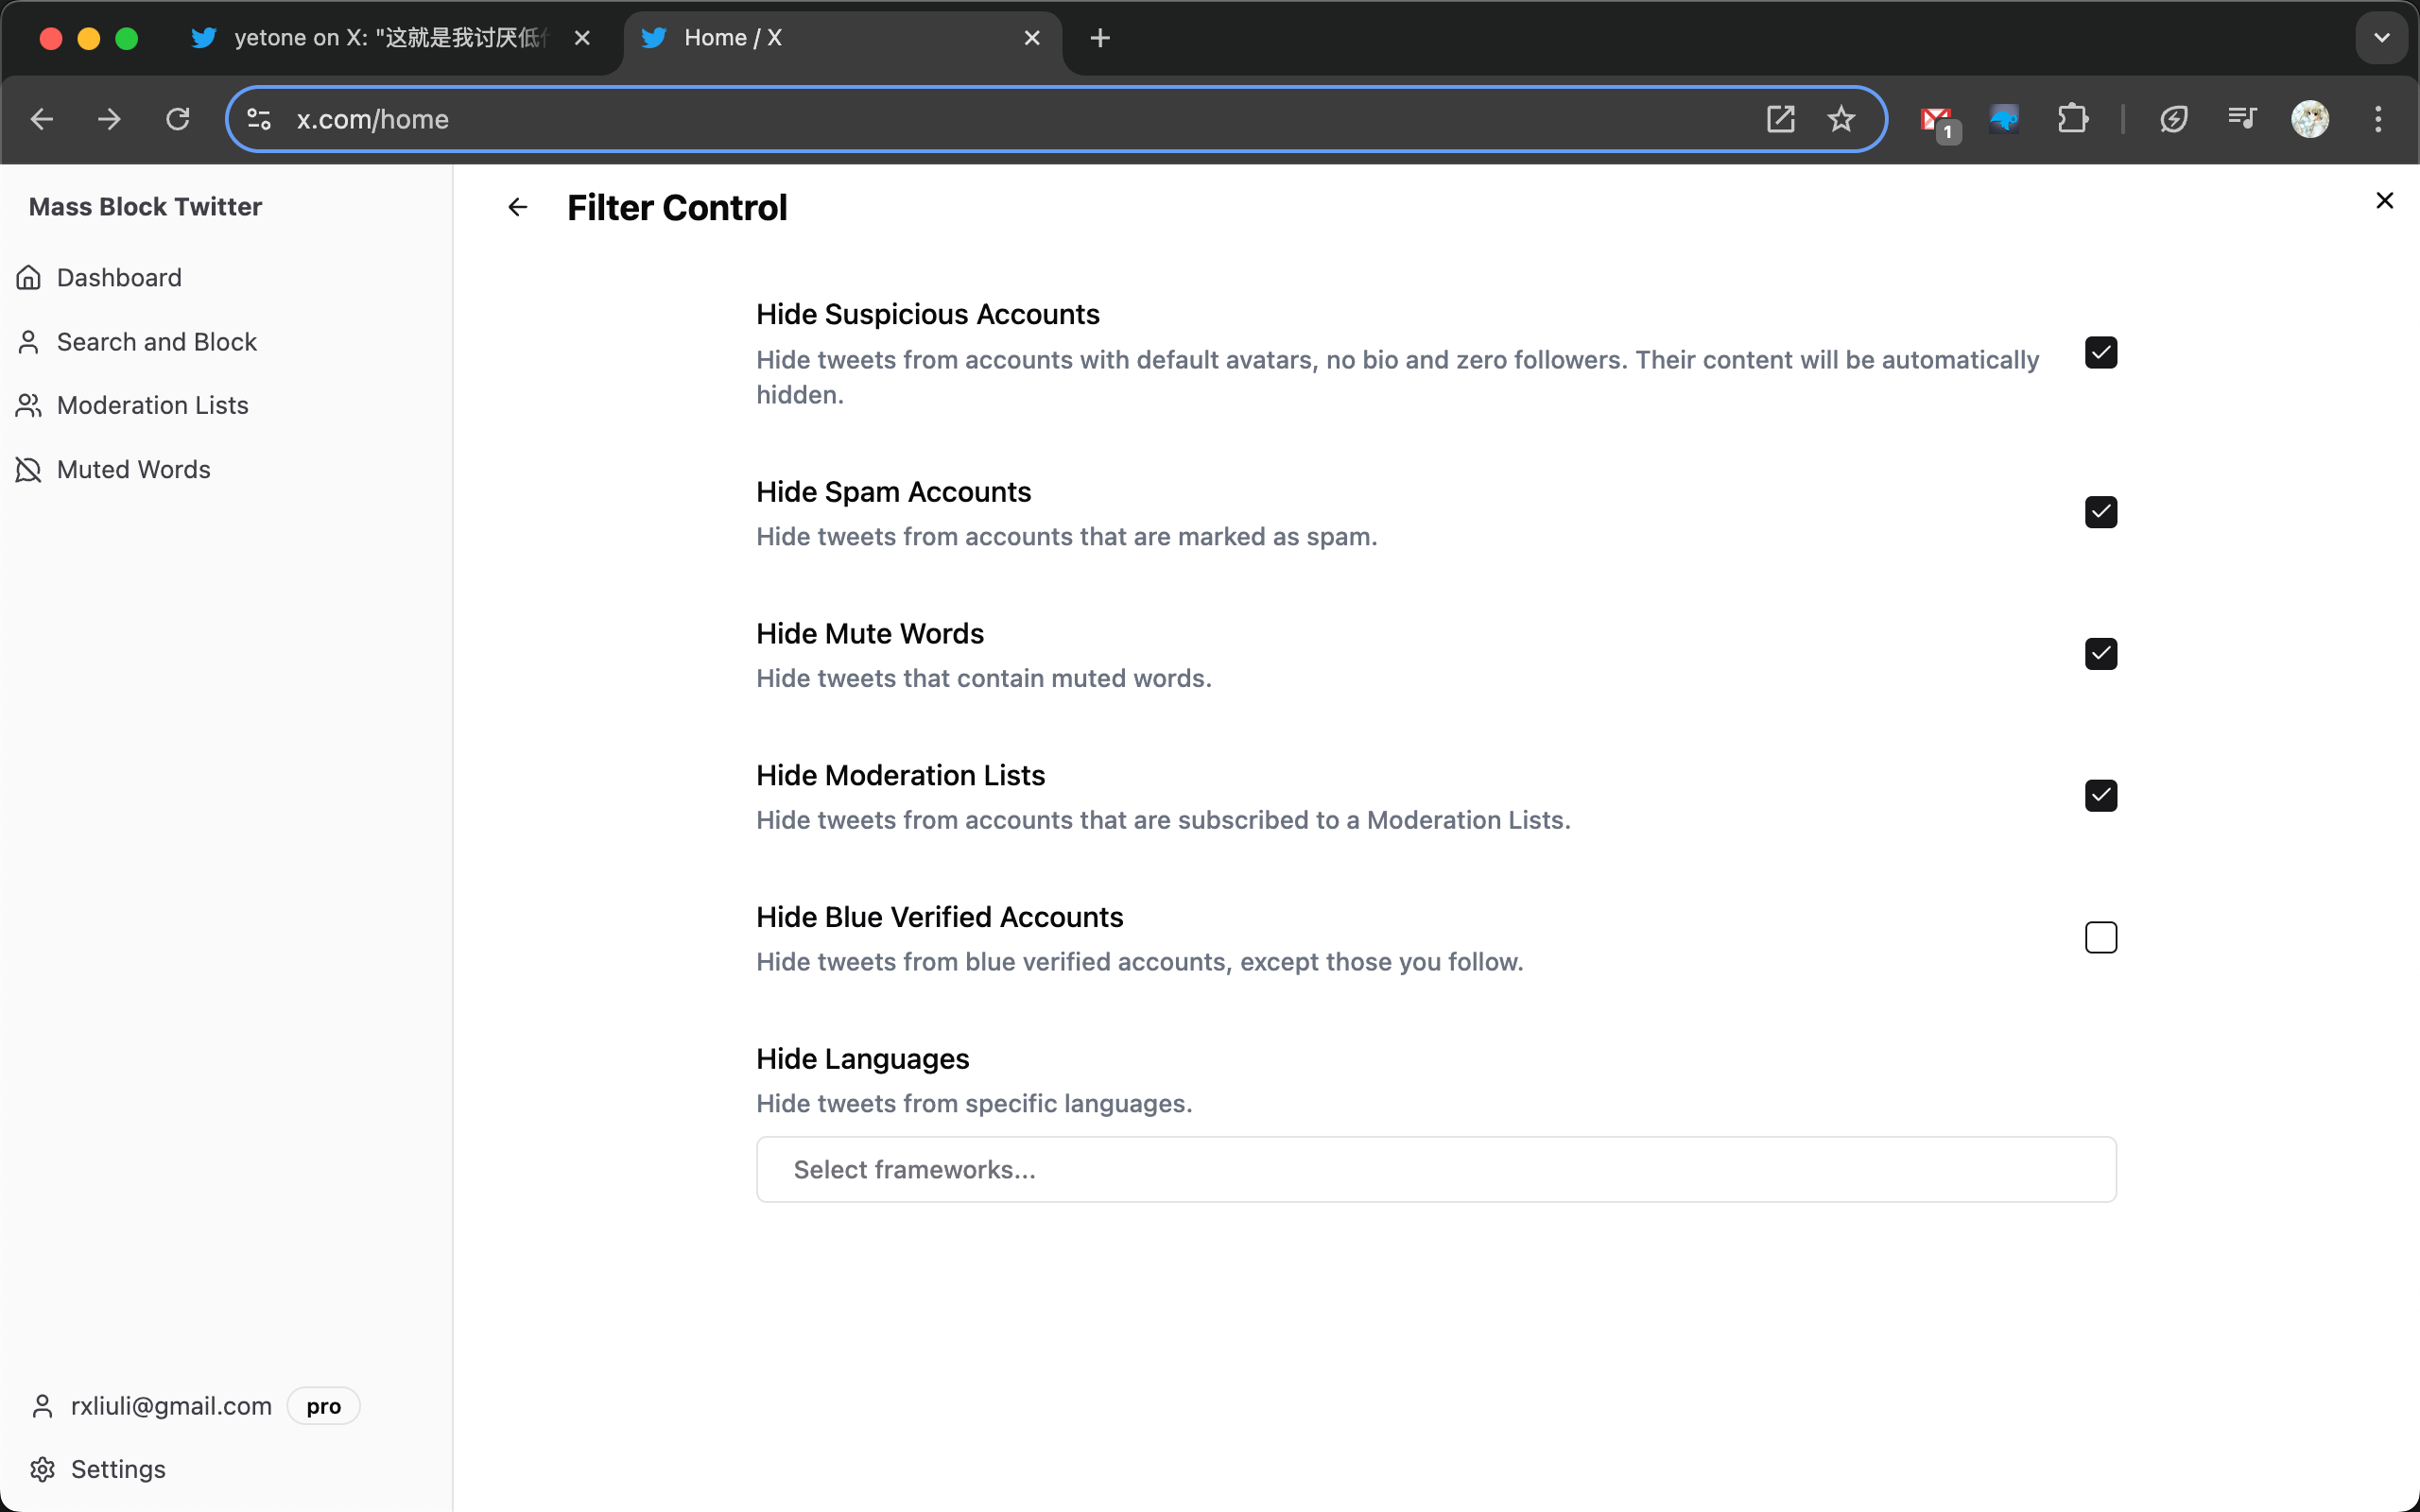 yetone on X: "这就是我讨厌低
Home / X
x.com/home
1
Mass Block Twitter
Dashboard
Search and Block
Moderation Lists
Muted Words
rxliuli@gmail.com pro
Settings
Filter Control
Hide Suspicious Accounts
Hide tweets from accounts with default avatars, no bio and zero followers. Their content will be automatically
hidden.
Hide Spam Accounts
Hide tweets from accounts that are marked as spam.
Hide Mute Words
Hide tweets that contain muted words.
Hide Moderation Lists
Hide tweets from accounts that are subscribed to a Moderation Lists.
Hide Blue Verified Accounts
Hide tweets from blue verified accounts, except those you follow.
Hide Languages
Hide tweets from specific languages.
Select frameworks...